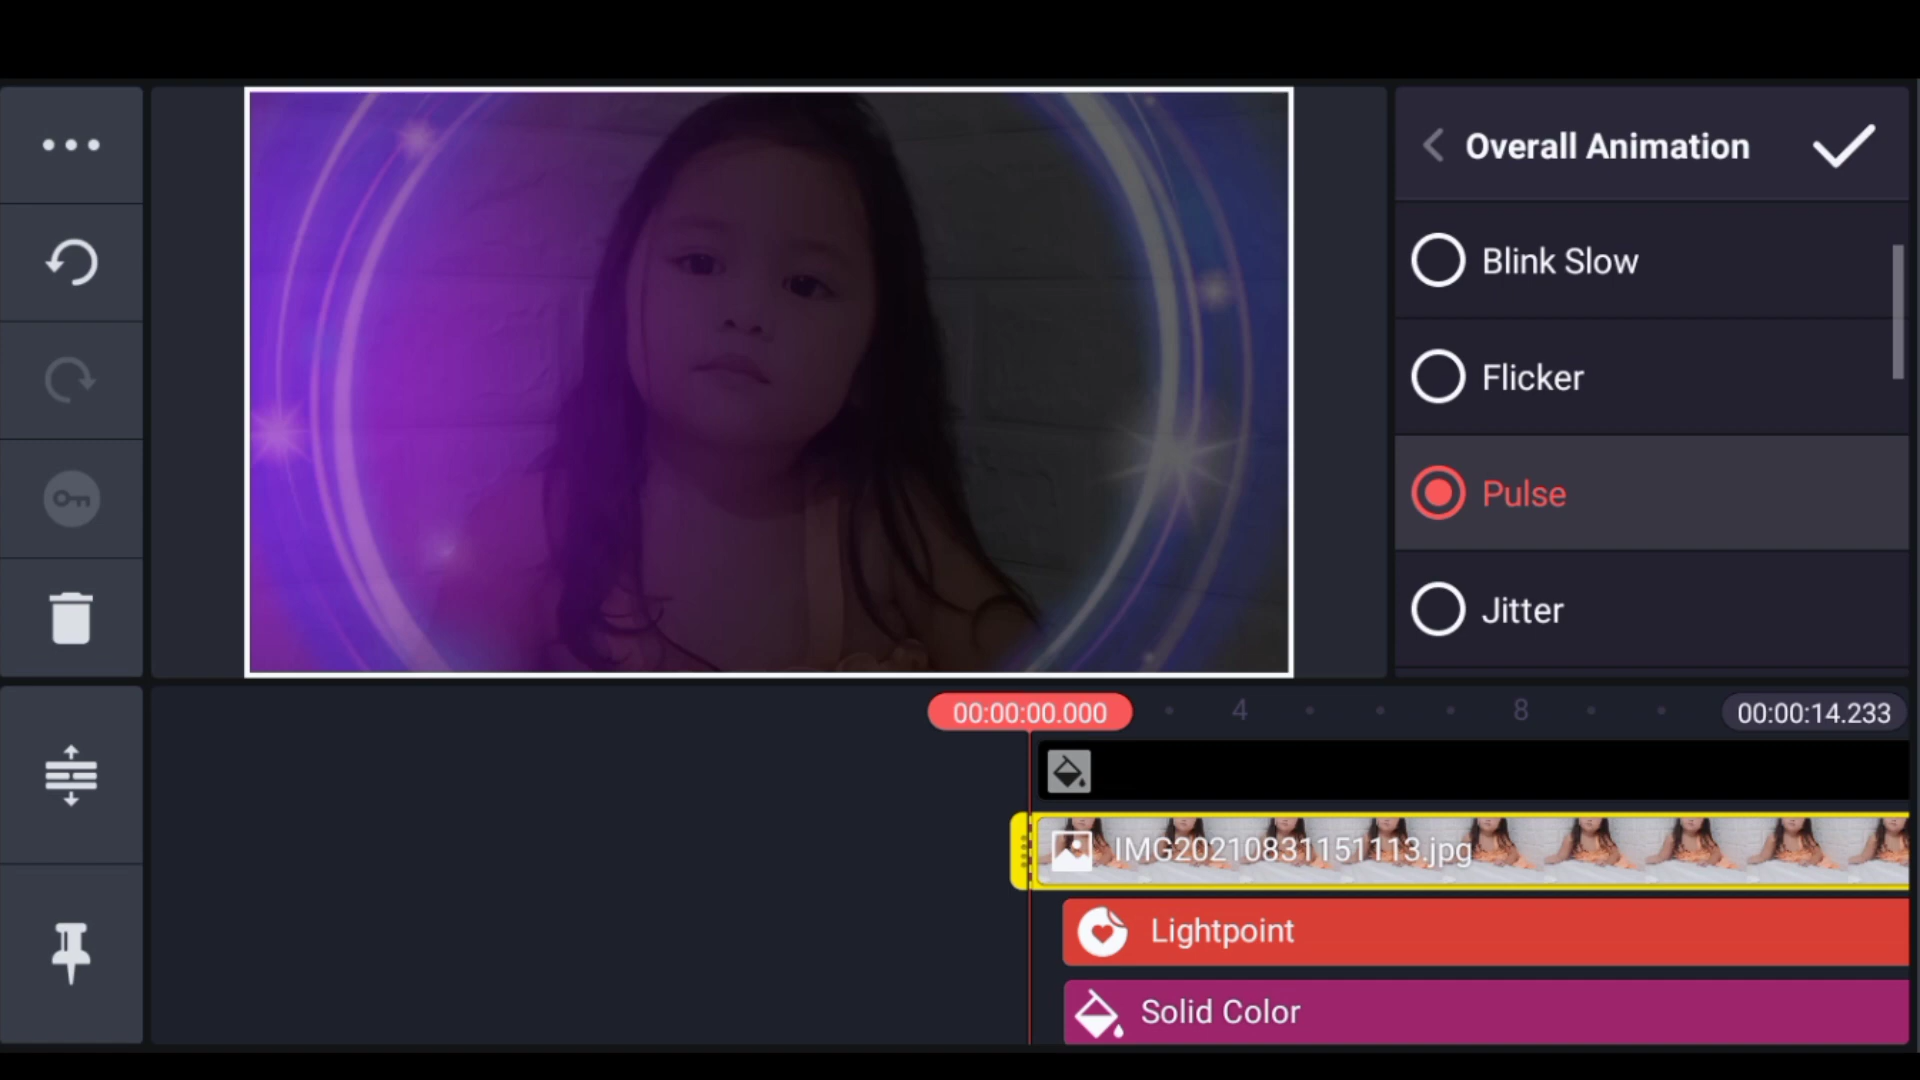 Overall Animation
Blink Slow
Flicker
Pulse
Jitter
00:00:00.000
4
8
00:00:14.233
IMG20210831151113.jpg
Lightpoint
Solid Color